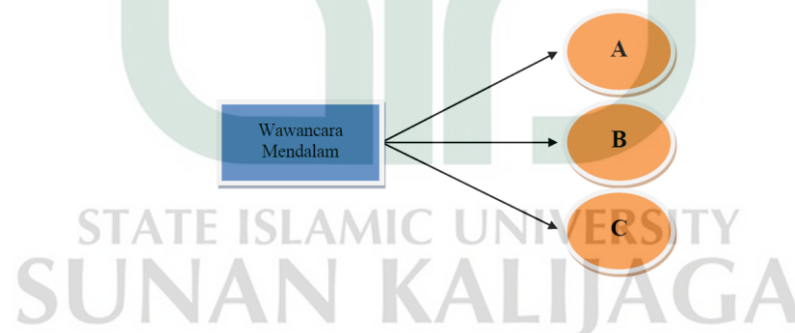 A
Wawancara
Mendalam
B
C
STATE ISLAMIC UNIVERSITY
SUNAN KALIJAGA